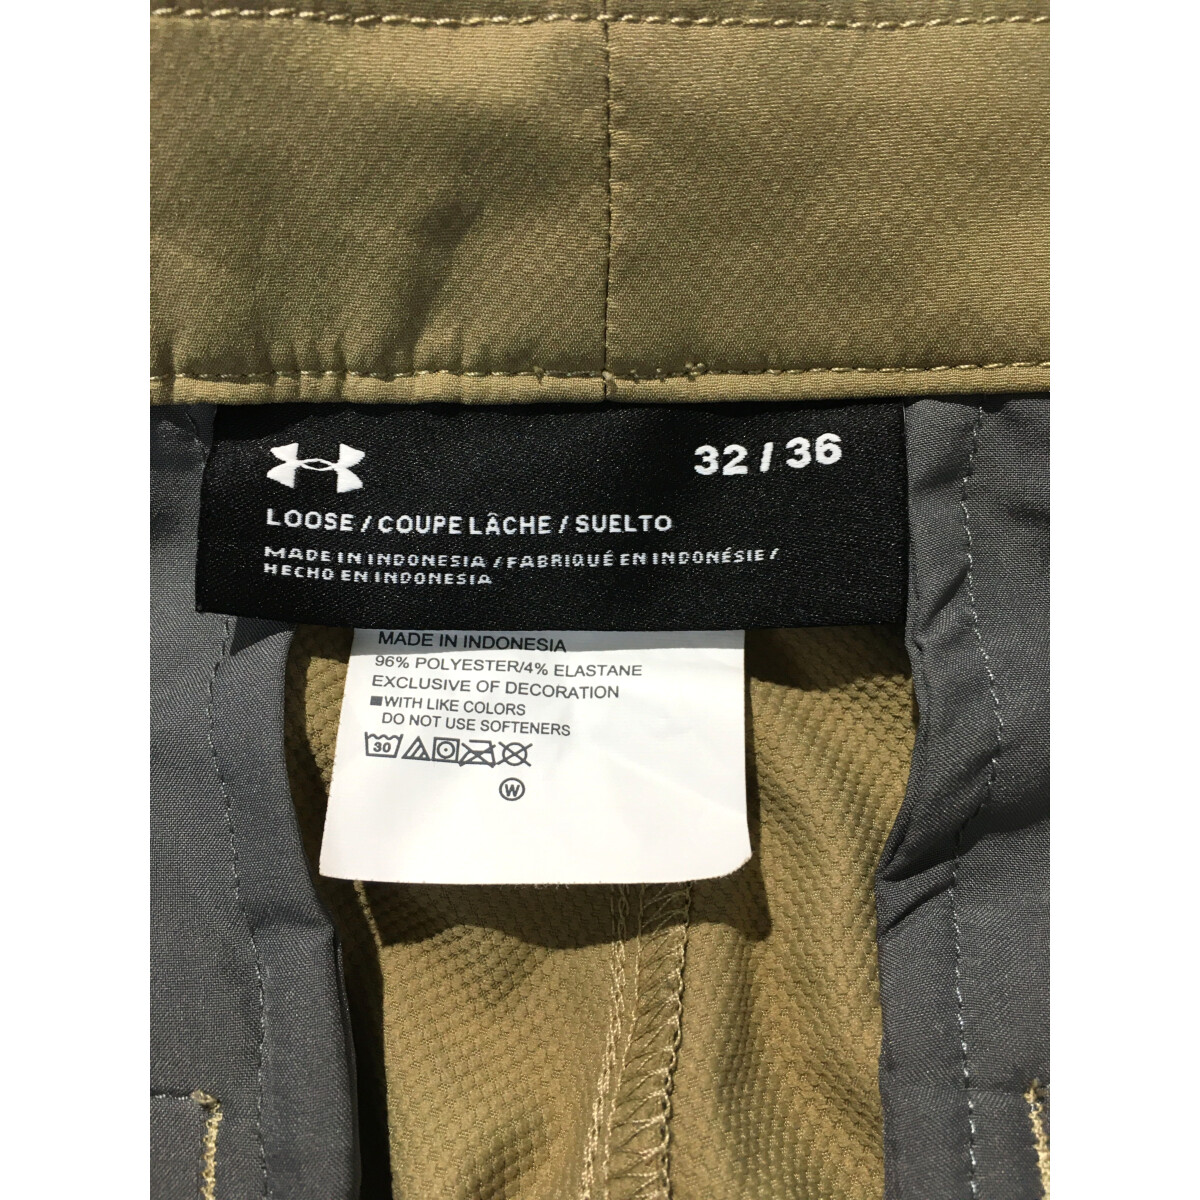 32 / 36
LOOSE / COUPE LÂCHE / SUELTO
MADE IN INDONESIA / FABRIQUÉ EN INDONÉSIE /
HECHO EN INDONESIA
MADE IN INDONESIA
96% POLYESTER/4% ELASTANE
EXCLUSIVE OF DECORATION
WITH LIKE COLORS
DO NOT USE SOFTENERS
30
W